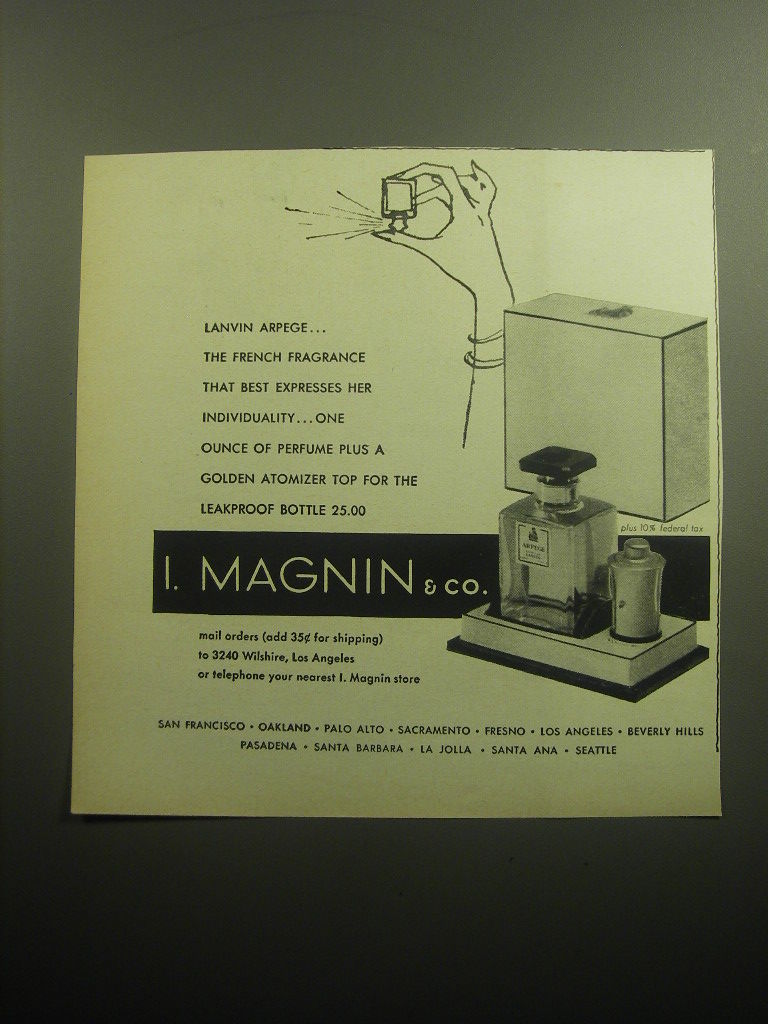 LANVIN ARPEGE...
THE FRENCH FRAGRANCE
THAT BEST EXPRESSES HER
INDIVIDUALITY...ONE
OUNCE OF PERFUME PLUS A
GOLDEN ATOMIZER TOP FOR THE
LEAKPROOF BOTTLE 25.00
plus 10% federal tax
ARPEGE
LANVIN
I. MAGNIN & co.
mail orders (add 35¢ for shipping)
to 3240 Wilshire, Los Angeles
or telephone your nearest I. Magnin store
SAN FRANCISCO • OAKLAND • PALO ALTO • SACRAMENTO • FRESNO • LOS ANGELES • BEVERLY HILLS
PASADENA • SANTA BARBARA • LA JOLLA • SANTA ANA • SEATTLE